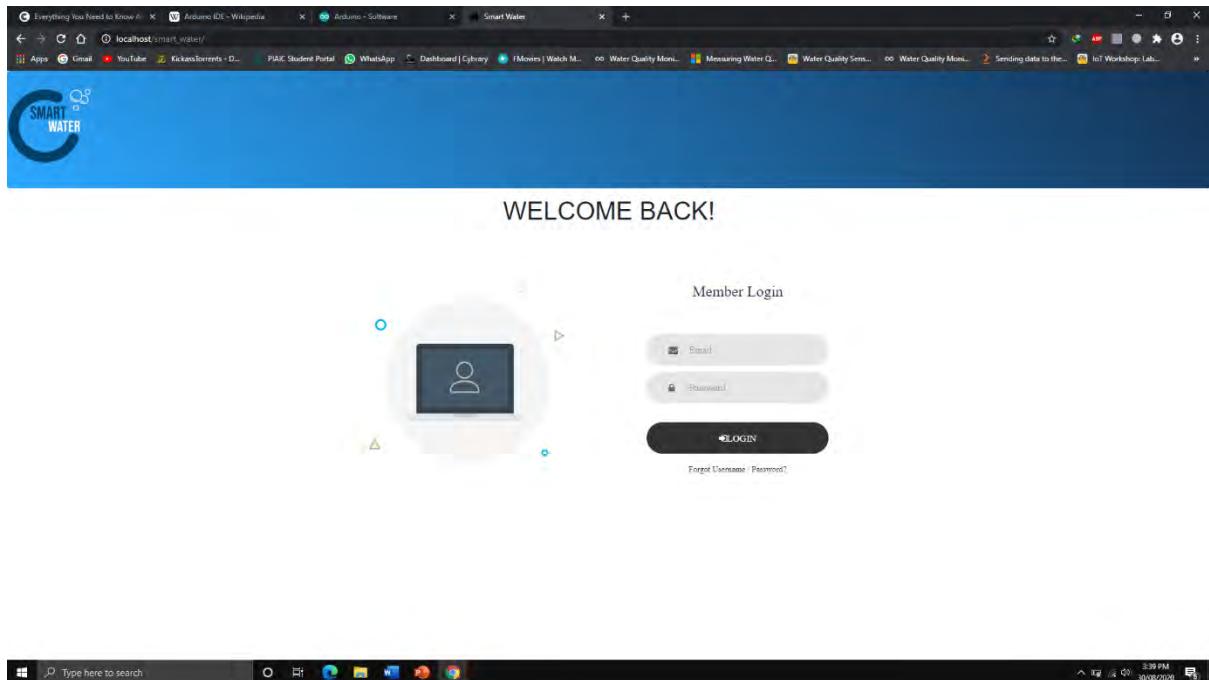 Everything You Need to Know A
Arduino IDE - Wikipedia
Arduino - Software
Smart Water
localhost/smart_water/
Apps
Gmail
YouTube
KickassTorrents - D...
PIAIC Student Portal
WhatsApp
Dashboard | Cybrary
FMovies | Watch M...
Water Quality Moni...
Measuring Water Q...
Water Quality Sens...
Water Quality Moni...
Sending data to the...
IoT Workshop: Lab...
SMART
WATER
WELCOME BACK!
Member Login
Email
Password
LOGIN
Forgot Username / Password?
Type here to search
3:39 PM
30/08/2020